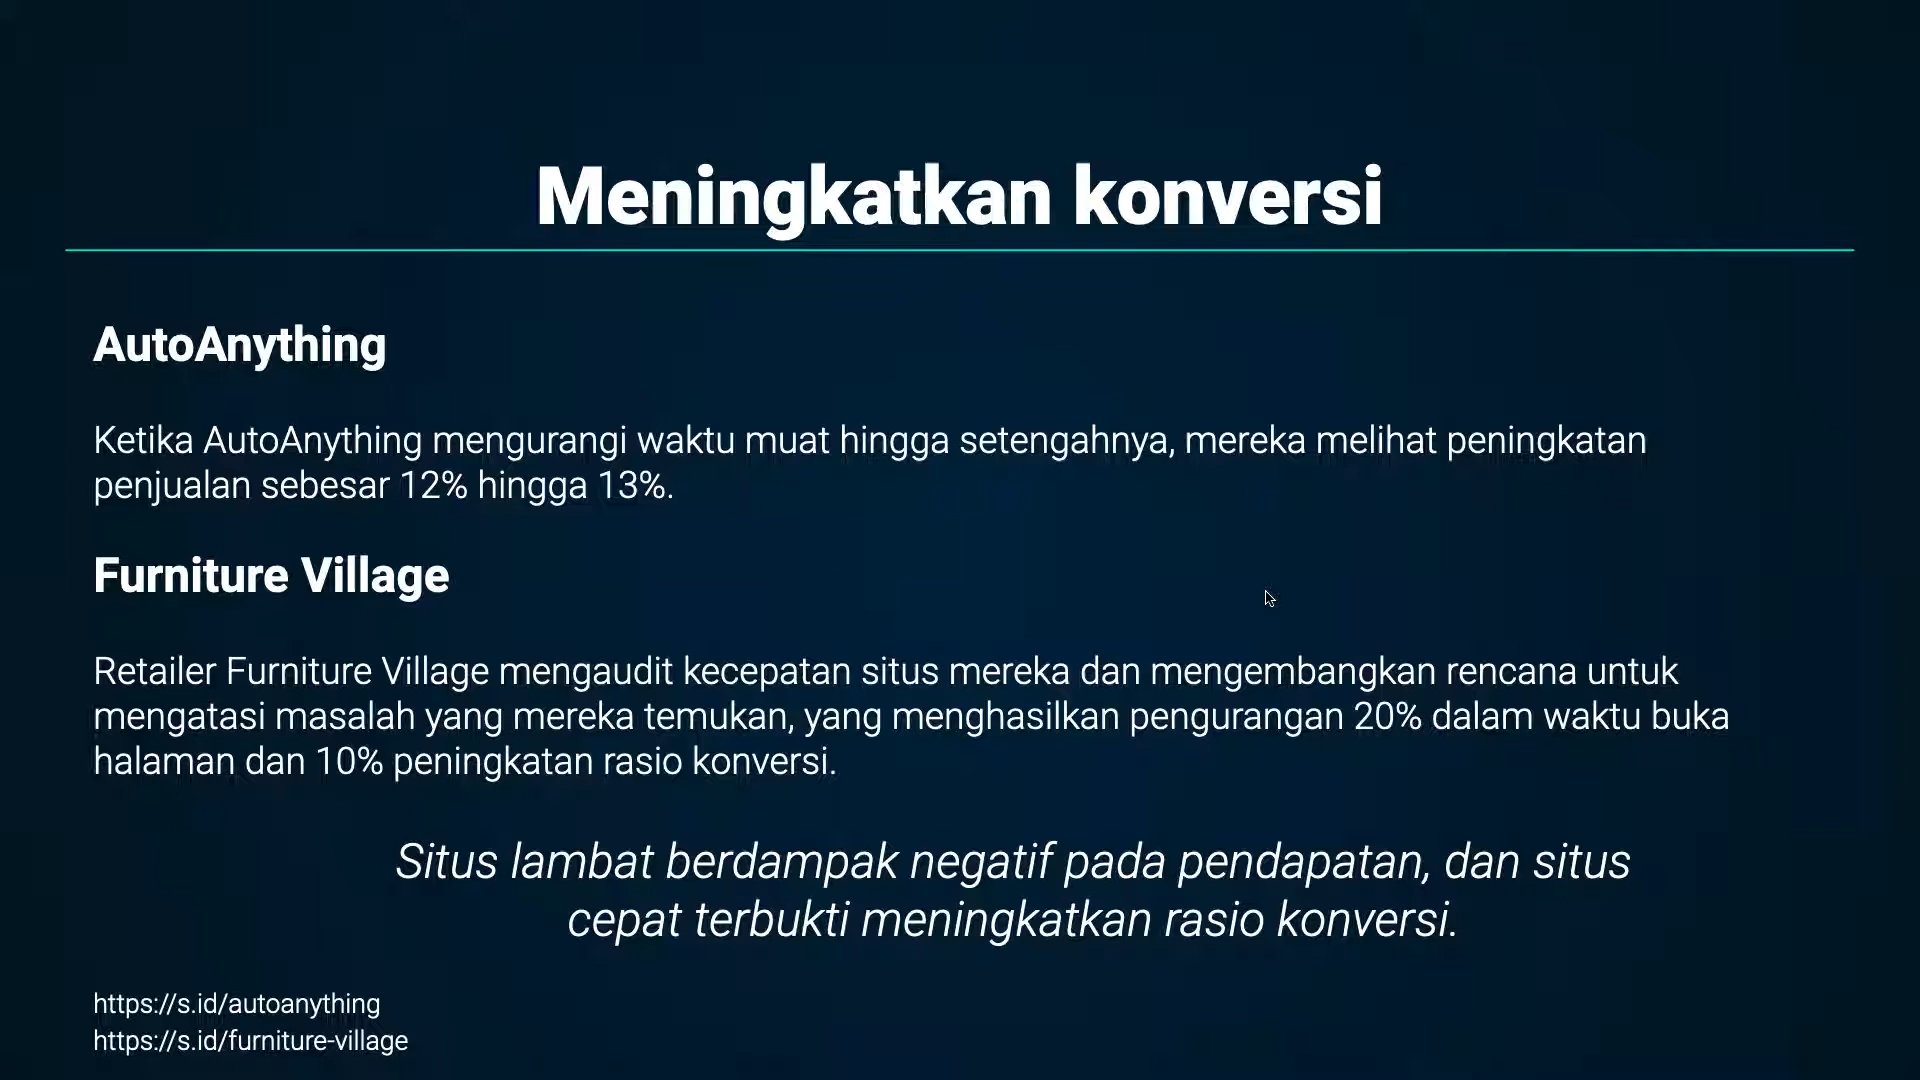 Meningkatkan konversi
AutoAnything
Ketika AutoAnything mengurangi waktu muat hingga setengahnya, mereka melihat peningkatan
penjualan sebesar 12% hingga 13%.
Furniture Village
Retailer Furniture Village mengaudit kecepatan situs mereka dan mengembangkan rencana untuk
mengatasi masalah yang mereka temukan, yang menghasilkan pengurangan 20% dalam waktu buka
halaman dan 10% peningkatan rasio konversi.
Situs lambat berdampak negatif pada pendapatan, dan situs
cepat terbukti meningkatkan rasio konversi.
https://s.id/autoanything
https://s.id/furniture-village